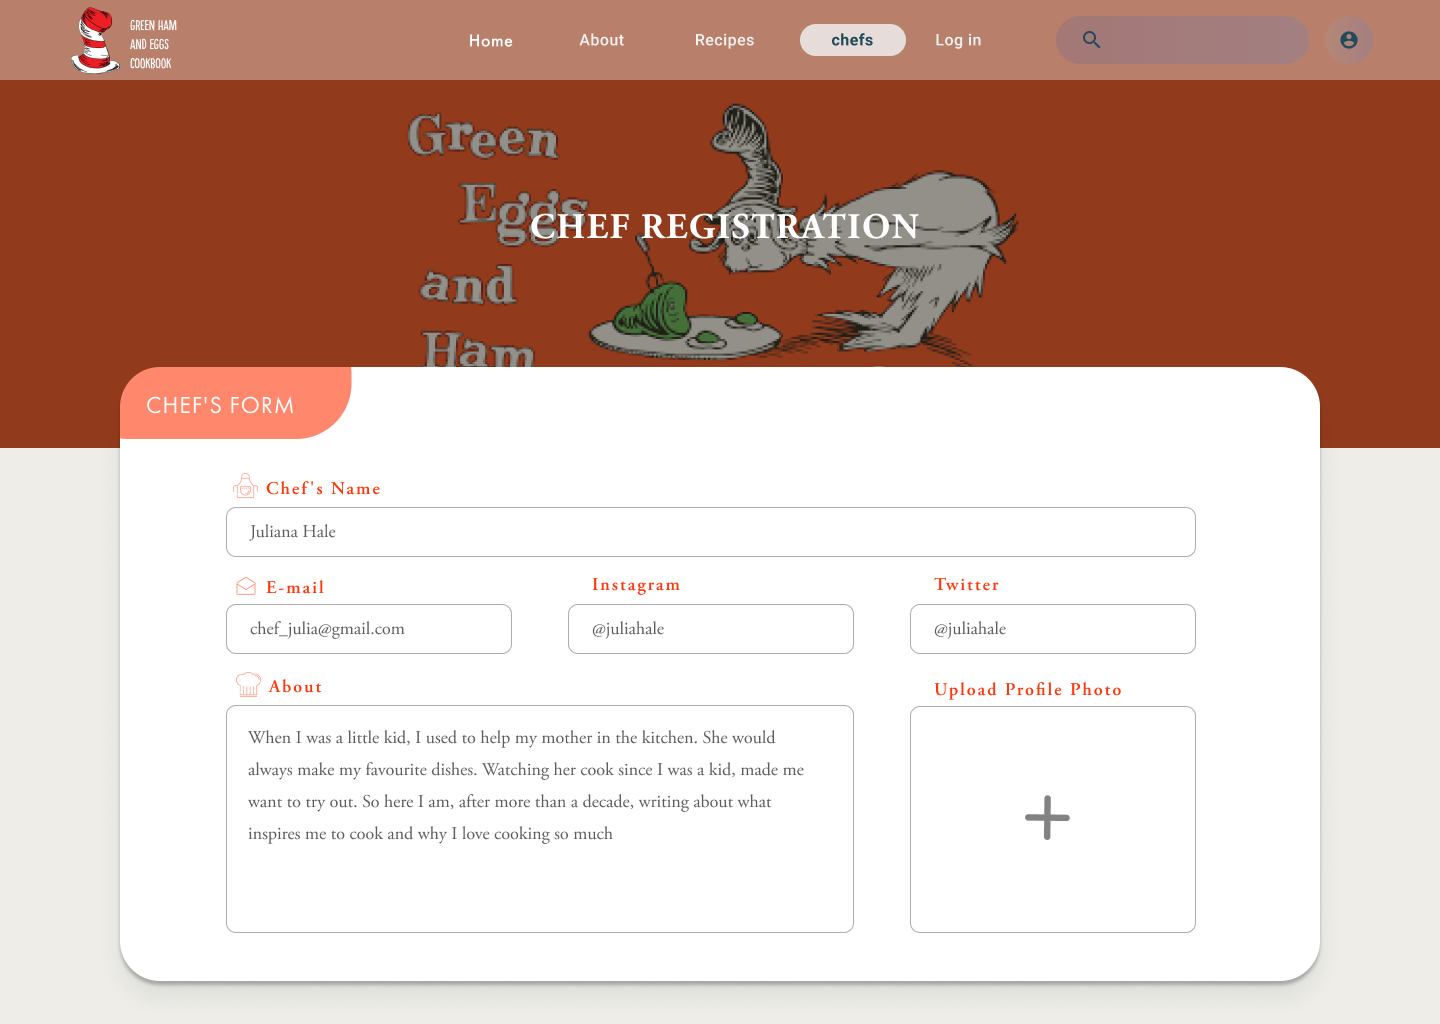 GREEN HAM
AND EGGS
COOKBOOK
Home
About
Recipes
chefs
Log in
Green
Eggs
and
Ham
CHEF REGISTRATION
CHEF'S FORM
Chef's Name
Juliana Hale
E-mail
Instagram
Twitter
chef_julia@gmail.com
@juliahale
@juliahale
About
Upload Profile Photo
When I was a little kid, I used to help my mother in the kitchen. She would
always make my favourite dishes. Watching her cook since I was a kid, made me
want to try out. So here I am, after more than a decade, writing about what
inspires me to cook and why I love cooking so much